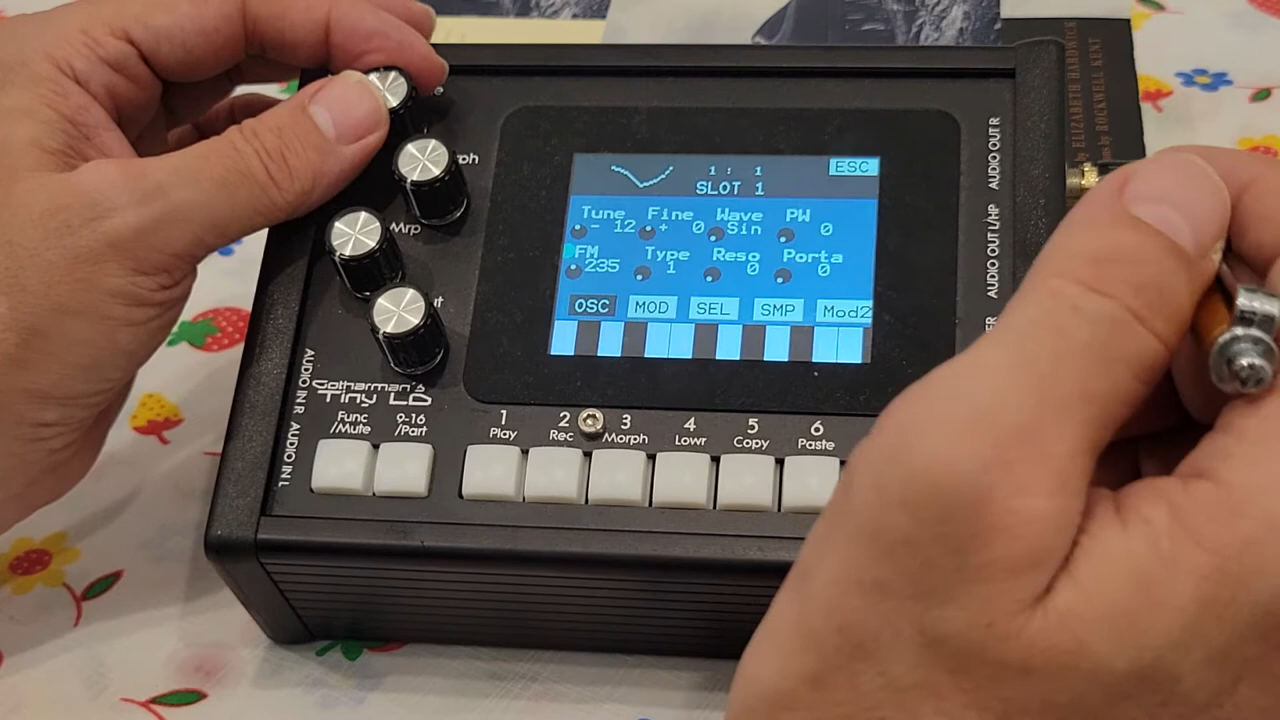 by ELIZABETH HARDWICK
by ROCKWELL KENT
AUDIO OUT R
AUDIO OUT L/HP
Mrp
1: 1
SLOT 1
ESC
Tune Fine Wave PW
- 12 + 0 Sin 0
FM Type Reso Porta
235 1 0 0
OSC MOD SEL SMP Mod2
AUDIO IN R
AUDIO IN L
Gotharman's
Tiny LD
Func
/Mute
9-16
/Part
1
Play
2
Rec
3
Morph
4
Lowr
5
Copy
6
Paste